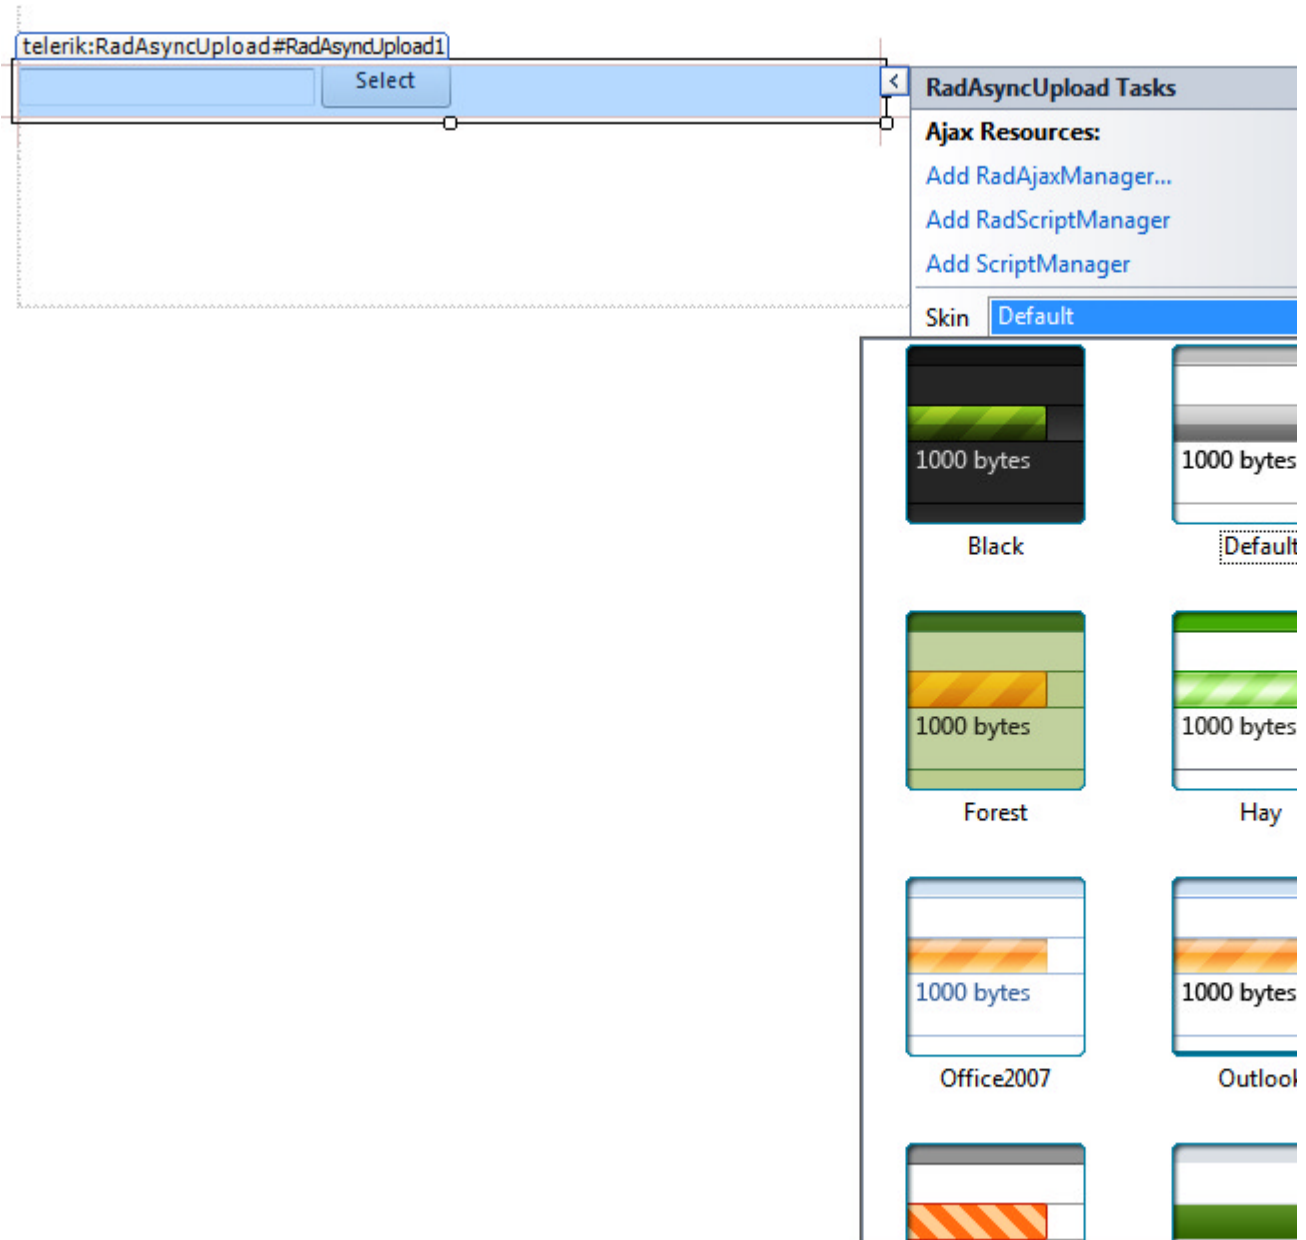 telerik:RadAsyncUpload#RadAsyncUpload1
Select
<
RadAsyncUpload Tasks
Ajax Resources:
Add RadAjaxManager...
Add RadScriptManager
Add ScriptManager
Skin Default
1000 bytes 1000 bytes
Black Default
1000 bytes 1000 bytes
Forest Hay
1000 bytes 1000 bytes
Office2007 Outlook